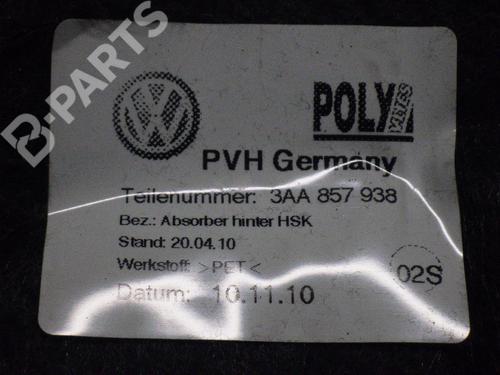 B-PARTS
POLY
VLIES
PVH Germany
Teilenummer: 3AA 857 938
Bez.: Absorber hinter HSK
Stand: 20.04.10
Werkstoff: >PET<
02S
Datum: 10.11.10